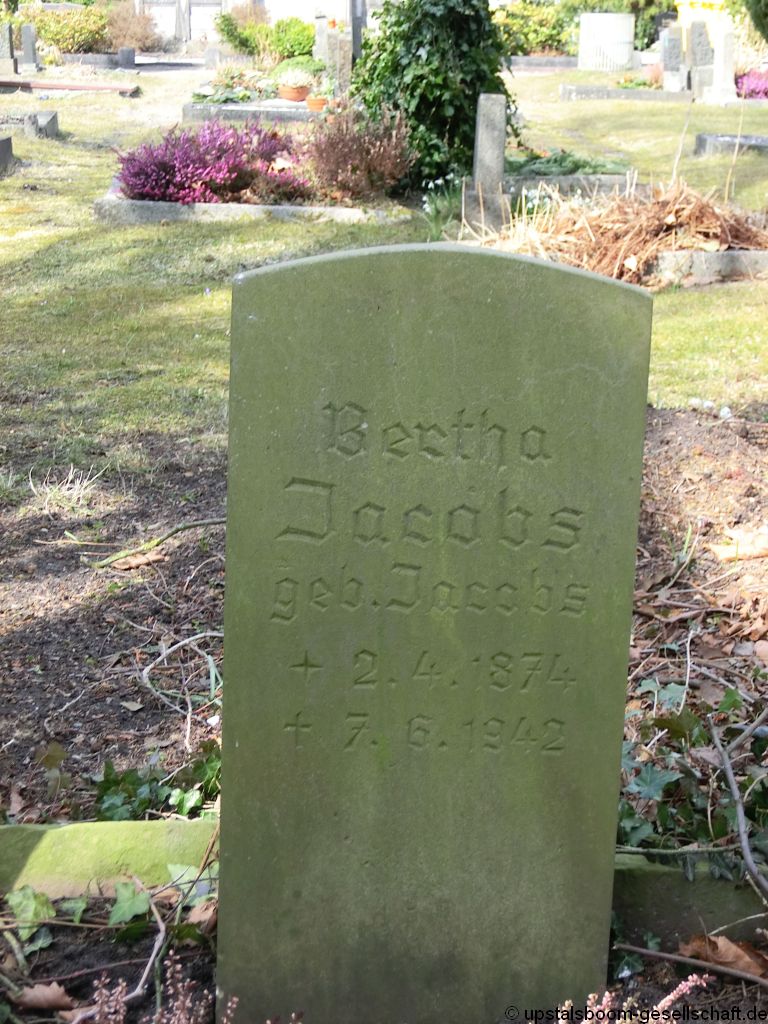 Bertha
Jacobs
geb. Jacobs
+ 2. 4. 1874
+ 7. 6. 1942
© upstalsboom-gesellschaft.de